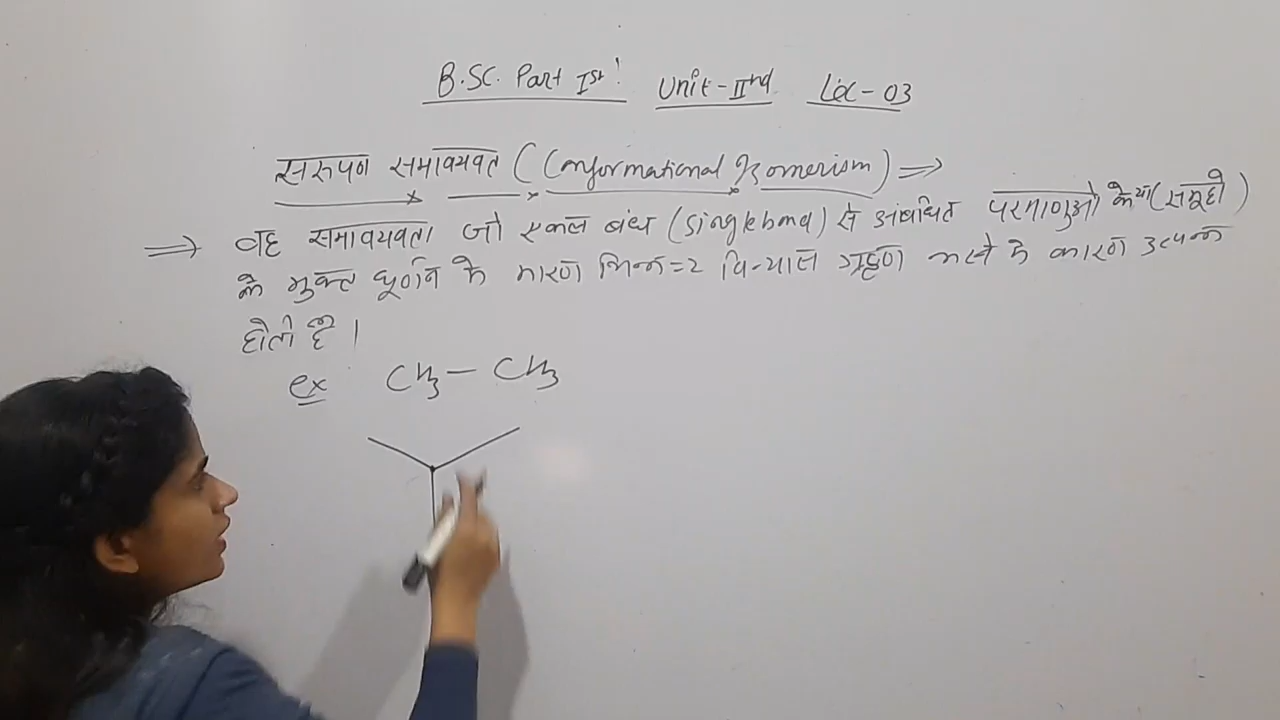 B.SC. Part Ist! Unit-IInd Lec-03
सरुपण समावयवत (Conformational Isomerism) ⇒
⇒ वह समावयवता जो एकल बंध (Single bond) से संबंधित परमाणुओ के या (समूहो)
के मुक्त घूर्णन के कारण भिन्न=2 विन्यास ग्रहण करने के कारण उत्पन्न
होती है।
ex CH3 — CH3